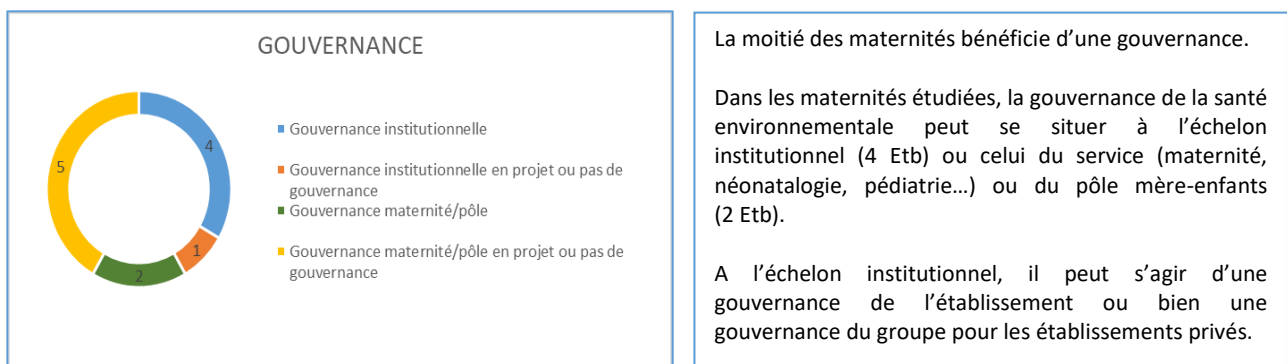 GOUVERNANCE
4
5
1
2
Gouvernance institutionnelle
Gouvernance institutionnelle en projet ou pas de
gouvernance
Gouvernance maternité/pôle
Gouvernance maternité/pôle en projet ou pas de
gouvernance
La moitié des maternités bénéficie d’une gouvernance.
Dans les maternités étudiées, la gouvernance de la santé
environnementale peut se situer à l’échelon
institutionnel (4 Etb) ou celui du service (maternité,
néonatalogie, pédiatrie…) ou du pôle mère-enfants
(2 Etb).
A l’échelon institutionnel, il peut s’agir d’une
gouvernance de l’établissement ou bien une
gouvernance du groupe pour les établissements privés.